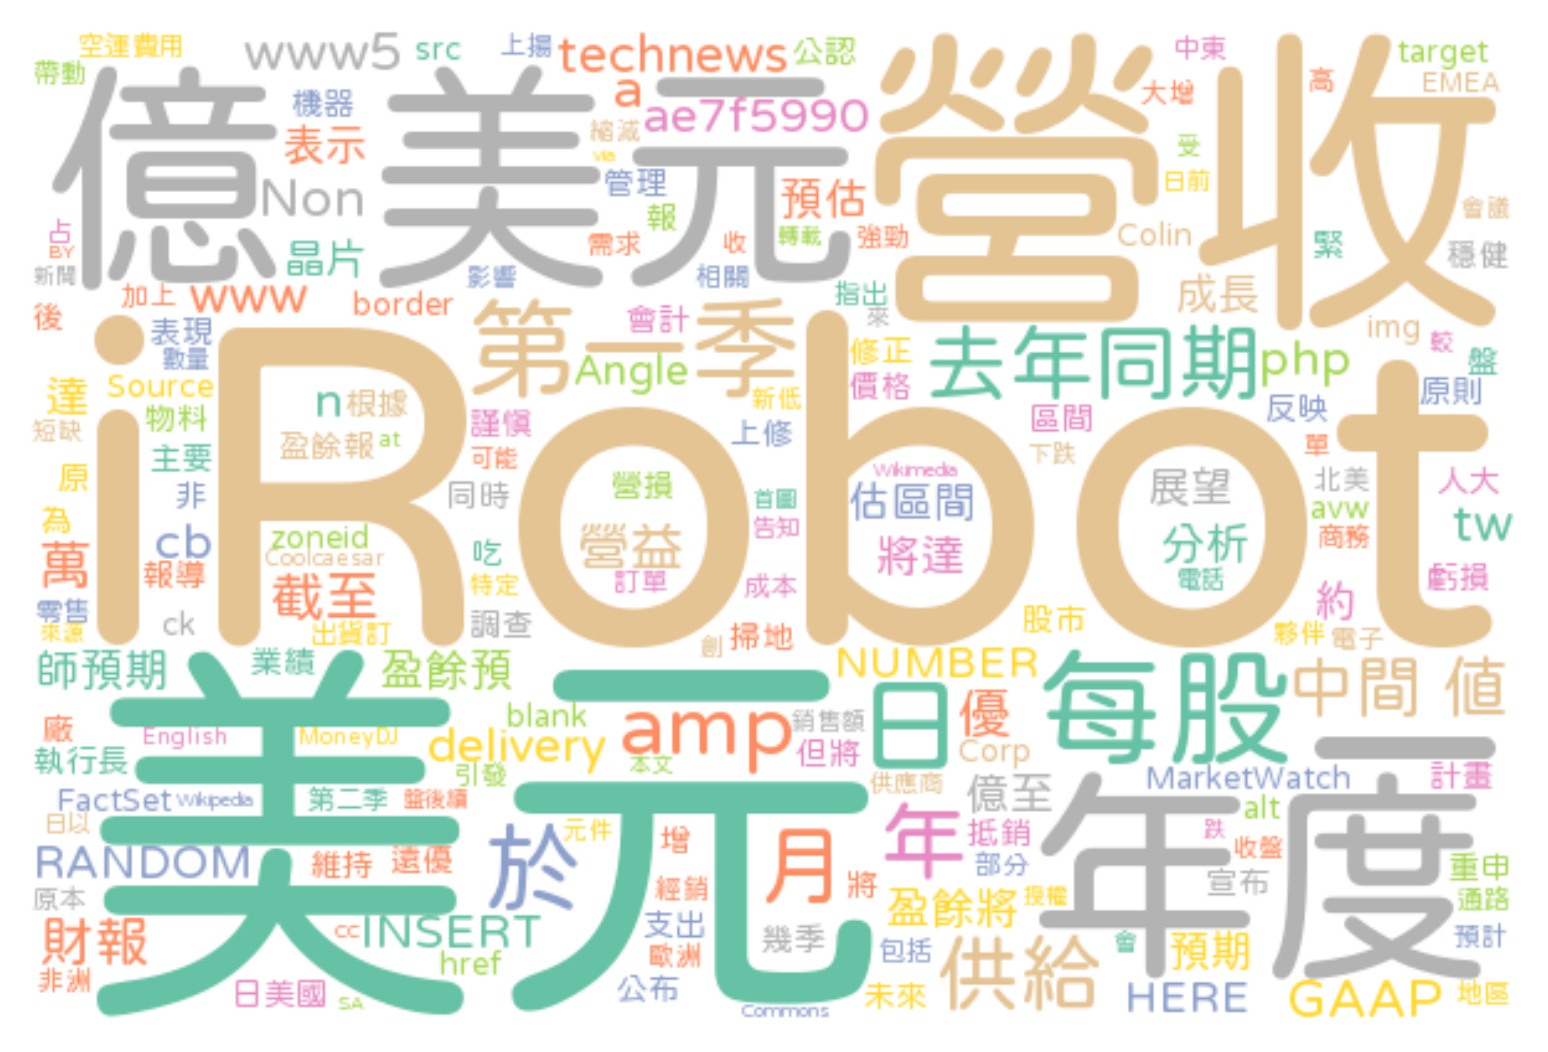 空運費用 www5 src 上揚 technews 公認 中東 target
帶動 機器 a ae7f5990 大增 高 EMEA
億 美元 營收
表示 縮減 via 受
Non 管理 預估 日前
占 報 會議
BY 晶片 需求 收 轉載 強勁 Colin 緊 穩健
新聞 影響 相關
後 加上 www border 指出 成長
表現 第一季 會計 來 img 較
數量 修正 去年同期 php 盤
達 Source Angle 價格 原則
iRobot
n 根據 新低 反映
短缺 物料 謹慎 上修 區間
盈餘報 at 單
主要 可能 Wikimedia 下跌 北美 人大
原 非 同時 營損 首圖 估區間 展望 avw
為 告知 tw
cb zoneid 吃 營益 將達 分析 商務
Coolcaesar
萬 報導 截至 特定 訂單 成本 電話 虧損
零售 約
來源 ck 出貨訂 調查 創 掃地 股市 夥伴 電子
師預期 業績 盈餘預 NUMBER 每股 中間 值
美元 日
廠 blank amp 銷售額 優
English MoneyDJ delivery 但將 Corp
執行長 引發 本文 供應商 MarketWatch 計畫
FactSet Wikipedia 第二季 盤後續 億至 年度 alt
日以 元件 年 抵銷 跌
RANDOM 維持 遠優 於 增 月 部分 收盤 重申
原本 經銷 將 宣布 通路
財報 cc INSERT 支出 盈餘將 授權
幾季 會 預計
href 歐洲 包括 供給 預期
非洲 日美國 SA 公布 未來 HERE GAAP 地區
Commons